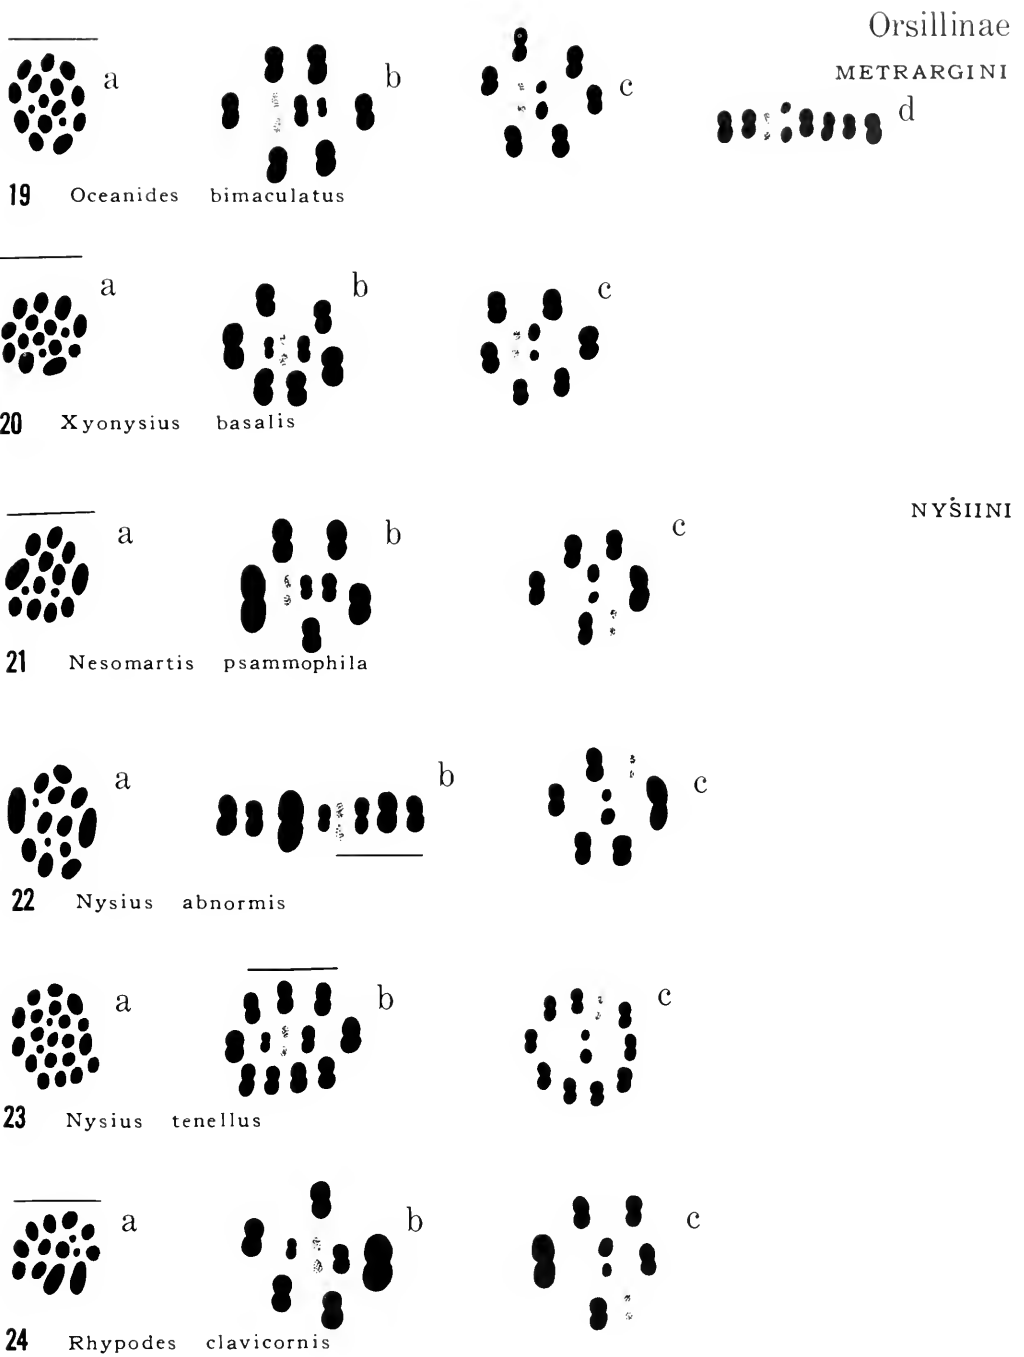 Orsillinae
METRARGINI
a b c d
19 Oceanides bimaculatus
a b c
20 Xyonysius basalis
NYSIINI
a b c
21 Nesomartis psammophila
a b c
22 Nysius abnormis
a b c
23 Nysius tenellus
a b c
24 Rhypodes clavicornis